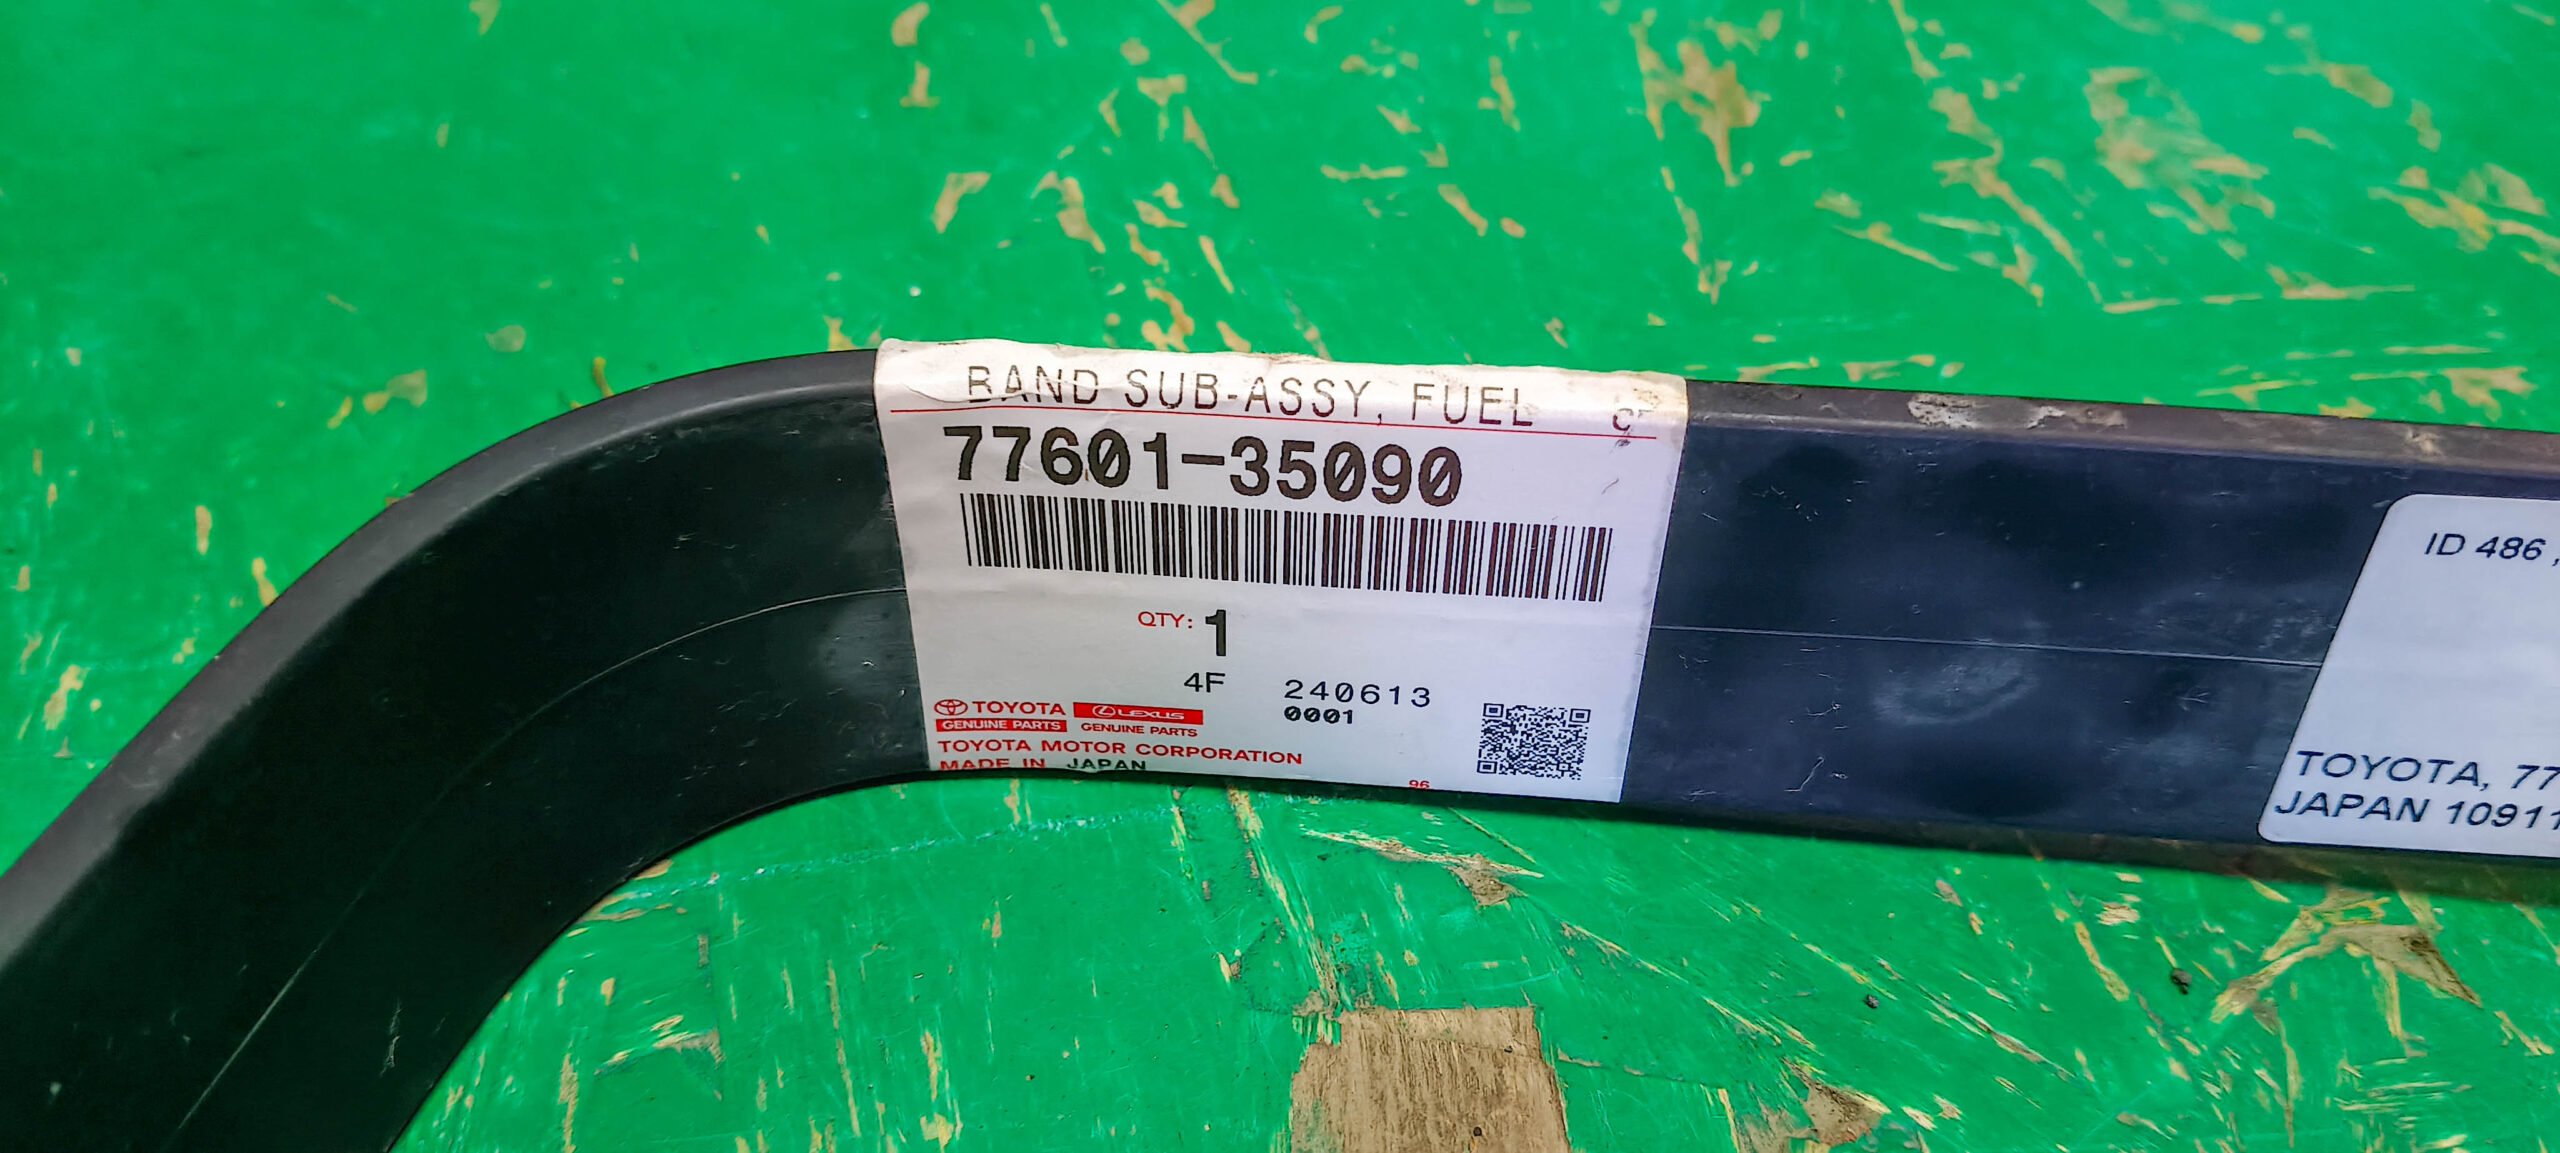 BAND SUB-ASSY, FUEL
77601-35090
QTY: 1
4F 240613
0001
TOYOTA LEXUS
GENUINE PARTS GENUINE PARTS
TOYOTA MOTOR CORPORATION
MADE IN JAPAN
96
ID 486 ,
TOYOTA, 77
JAPAN 10911